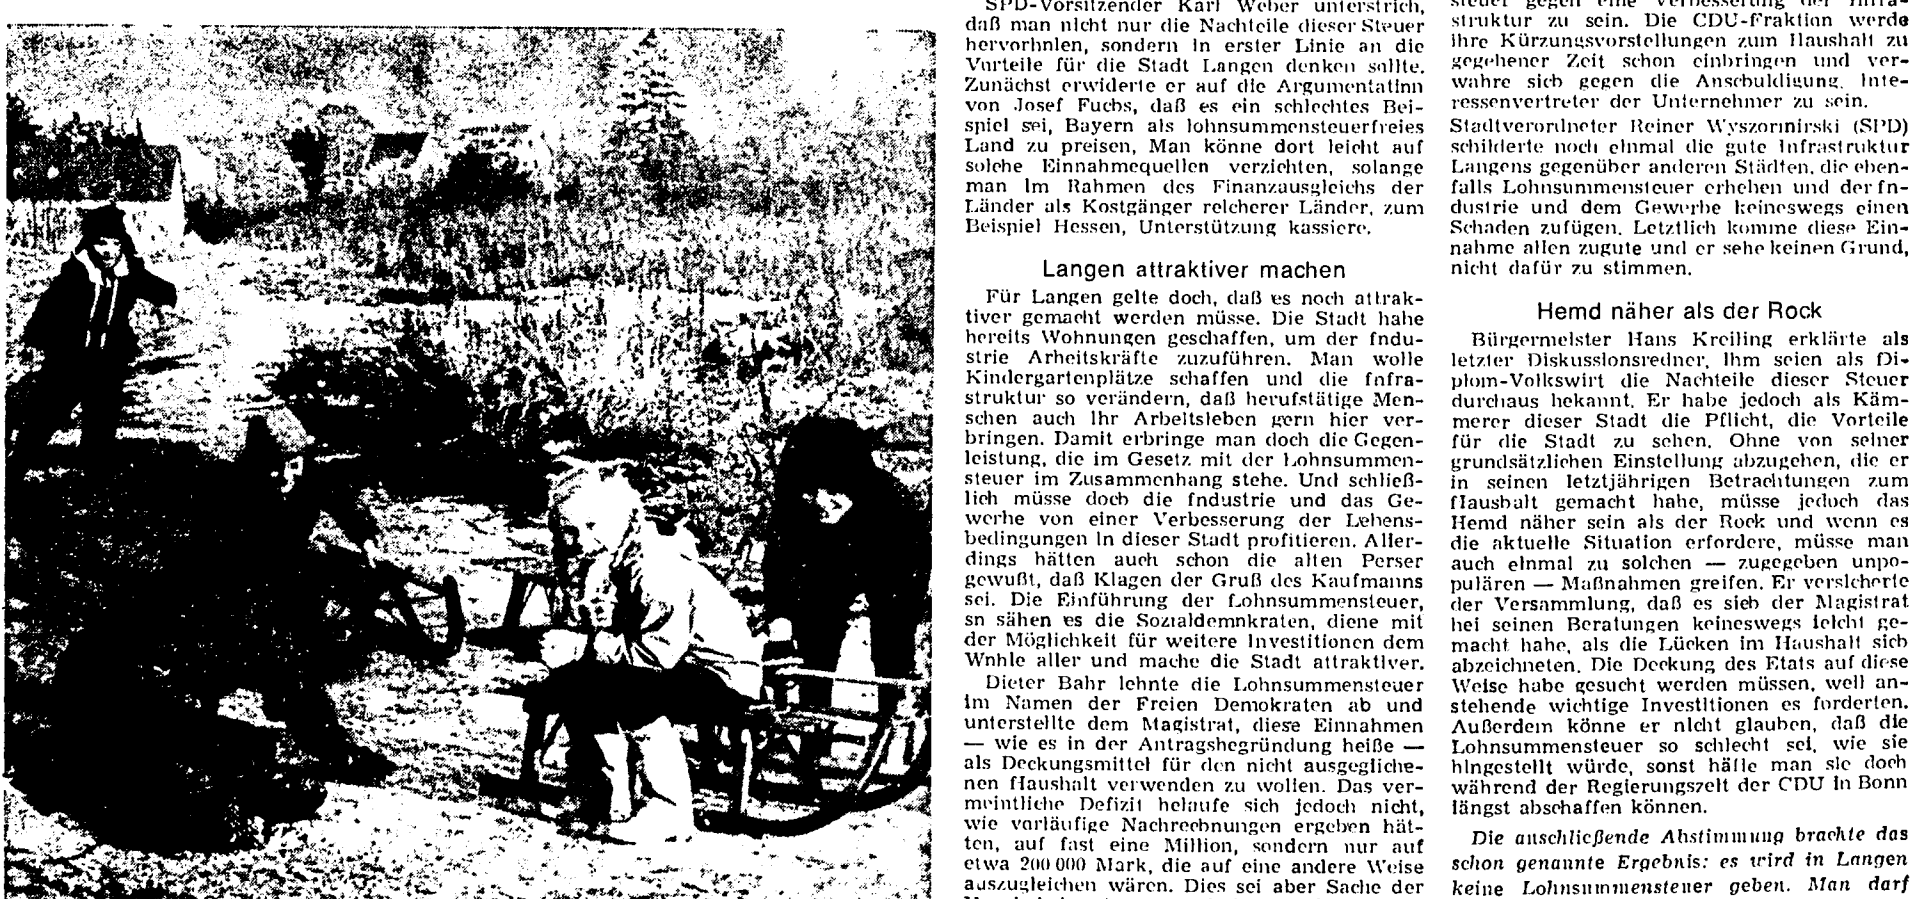 SPD-Vorsitzender Karl Weber unterstrich,
daß man nicht nur die Nachteile dieser Steuer
hervorhnlen, sondern in erster Linie an die
Vorteile für die Stadt Langen denken sollte.
Zunächst erwiderte er auf die Argumentatinn
von Josef Fuchs, daß es ein schlechtes Bei-
spiel sei, Bayern als lohnsummensteuerfreies
Land zu preisen, Man könne dort leicht auf
solche Einnahmequellen verzichten, solange
man im Rahmen des Finanzausgleichs der
Länder als Kostgänger reicherer Länder, zum
Beispiel Hessen, Unterstützung kassiere.
Langen attraktiver machen
Für Langen gelte doch, daß es noch attrak-
tiver gemacht werden müsse. Die Stadt habe
bereits Wohnungen geschaffen, um der Indu-
strie Arbeitskräfte zuzuführen. Man wolle
Kindergartenplätze schaffen und die Infra-
struktur so verändern, daß berufstätige Men-
schen auch ihr Arbeitsleben gern hier ver-
bringen. Damit erbringe man doch die Gegen-
leistung, die im Gesetz mit der Lohnsummen-
steuer im Zusammenhang stehe. Und schließ-
lich müsse doch die Industrie und das Ge-
werbe von einer Verbesserung der Lebens-
bedingungen in dieser Stadt profitieren. Aller-
dings hätten auch schon die alten Perser
gewußt, daß Klagen der Gruß des Kaufmanns
sei. Die Einführung der Lohnsummensteuer,
sn sähen es die Sozialdemnkraten, diene mit
der Möglichkeit für weitere Investitionen dem
Wnhle aller und mache die Stadt attraktiver.
Dieter Bahr lehnte die Lohnsummensteuer
im Namen der Freien Demokraten ab und
unterstellte dem Magistrat, diese Einnahmen
— wie es in der Antragsbegründung heiße —
als Deckungsmittel für den nicht ausgegliche-
nen Haushalt verwenden zu wollen. Das ver-
meintliche Defizit belaufe sich jedoch nicht,
wie vorläufige Nachrechnungen ergeben hät-
ten, auf fast eine Million, sondern nur auf
etwa 200 000 Mark, die auf eine andere Weise
auszugleichen wären. Dies sei aber Sache der
steuer gegen eine Verbesserung der Infra-
struktur zu sein. Die CDU-Fraktion werde
ihre Kürzungsvorstellungen zum Haushalt zu
gegebener Zeit schon einbringen und ver-
wahre sich gegen die Anschuldigung, Inte-
ressenvertreter der Unternehmer zu sein.
Stadtverordneter Reiner Wyszormirski (SPD)
schilderte noch einmal die gute Infrastruktur
Langens gegenüber anderen Städten, die eben-
falls Lohnsummensteuer erheben und der In-
dustrie und dem Gewerbe keineswegs einen
Schaden zufügen. Letztlich komme diese Ein-
nahme allen zugute und er sehe keinen Grund,
nicht dafür zu stimmen.
Hemd näher als der Rock
Bürgermeister Hans Kreiling erklärte als
letzter Diskussionsredner, ihm seien als Di-
plom-Volkswirt die Nachteile dieser Steuer
durchaus bekannt. Er habe jedoch als Käm-
merer dieser Stadt die Pflicht, die Vorteile
für die Stadt zu sehen. Ohne von seiner
grundsätzlichen Einstellung abzugehen, die er
in seinen letztjährigen Betrachtungen zum
Haushalt gemacht habe, müsse jedoch das
Hemd näher sein als der Rock und wenn es
die aktuelle Situation erfordere, müsse man
auch einmal zu solchen — zugegeben unpo-
pulären — Maßnahmen greifen. Er versicherte
der Versammlung, daß es sich der Magistrat
bei seinen Beratungen keineswegs leicht ge-
macht habe, als die Lücken im Haushalt sich
abzeichneten. Die Deckung des Etats auf diese
Weise habe gesucht werden müssen, weil an-
stehende wichtige Investitionen es forderten.
Außerdem könne er nicht glauben, daß die
Lohnsummensteuer so schlecht sei, wie sie
hingestellt würde, sonst hätte man sie doch
während der Regierungszeit der CDU in Bonn
längst abschaffen können.
Die anschließende Abstimmung brachte das
schon genannte Ergebnis: es wird in Langen
keine Lohnsummensteuer geben. Man darf